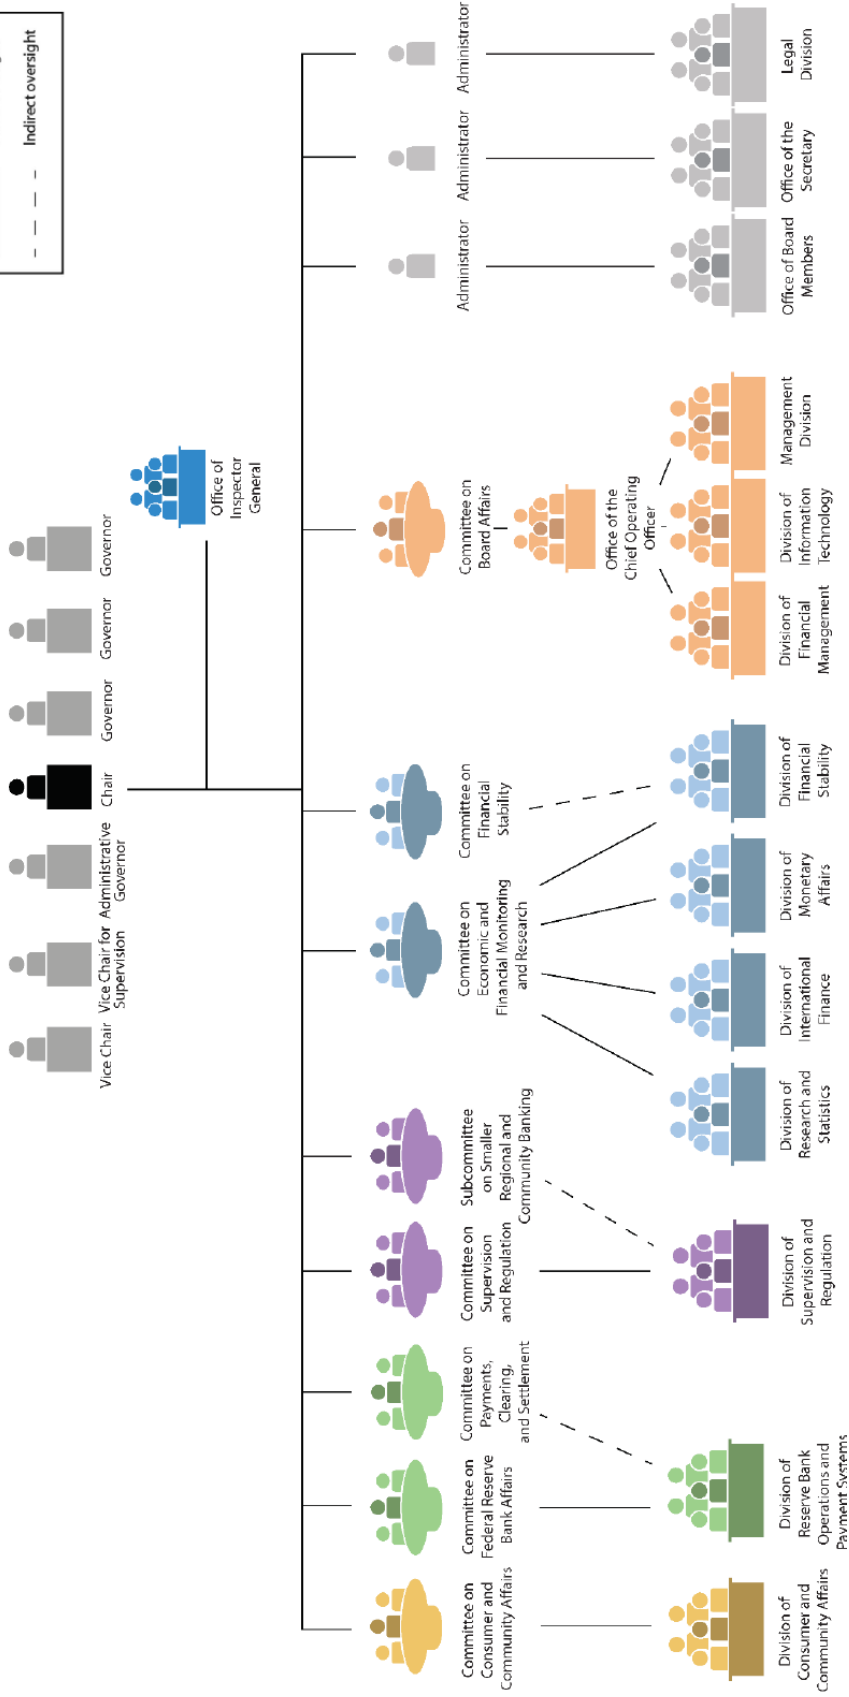 Indirect oversight
Vice Chair
Vice Chair for
Supervision
Administrative
Governor
Chair
Governor
Governor
Governor
Office of
Inspector
General
Committee on
Consumer and
Community Affairs
Committee on
Federal Reserve
Bank Affairs
Committee on
Payments,
Clearing,
and Settlement
Committee on
Supervision
and Regulation
Subcommittee
on Smaller
Regional and
Community Banking
Committee on
Economic and
Financial Monitoring
and Research
Committee on
Financial
Stability
Committee on
Board Affairs
Administrator
Administrator
Administrator
Office of the
Chief Operating
Officer
Division of
Consumer and
Community Affairs
Division of
Reserve Bank
Operations and
Payment Systems
Division of
Supervision and
Regulation
Division of
Research and
Statistics
Division of
International
Finance
Division of
Monetary
Affairs
Division of
Financial
Stability
Division of
Financial
Management
Division of
Information
Technology
Management
Division
Office of Board
Members
Office of the
Secretary
Legal
Division